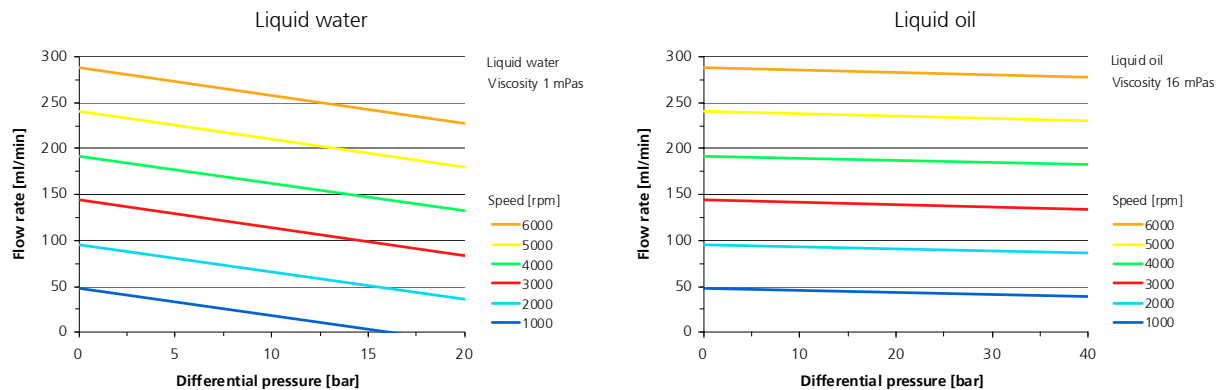 Liquid water
Flow rate [ml/min]
300
250
200
150
100
50
0
0 5 10 15 20
Differential pressure [bar]
Liquid water
Viscosity 1 mPas
Speed [rpm]
6000
5000
4000
3000
2000
1000
Liquid oil
Flow rate [ml/min]
300
250
200
150
100
50
0
0 10 20 30 40
Differential pressure [bar]
Liquid oil
Viscosity 16 mPas
Speed [rpm]
6000
5000
4000
3000
2000
1000